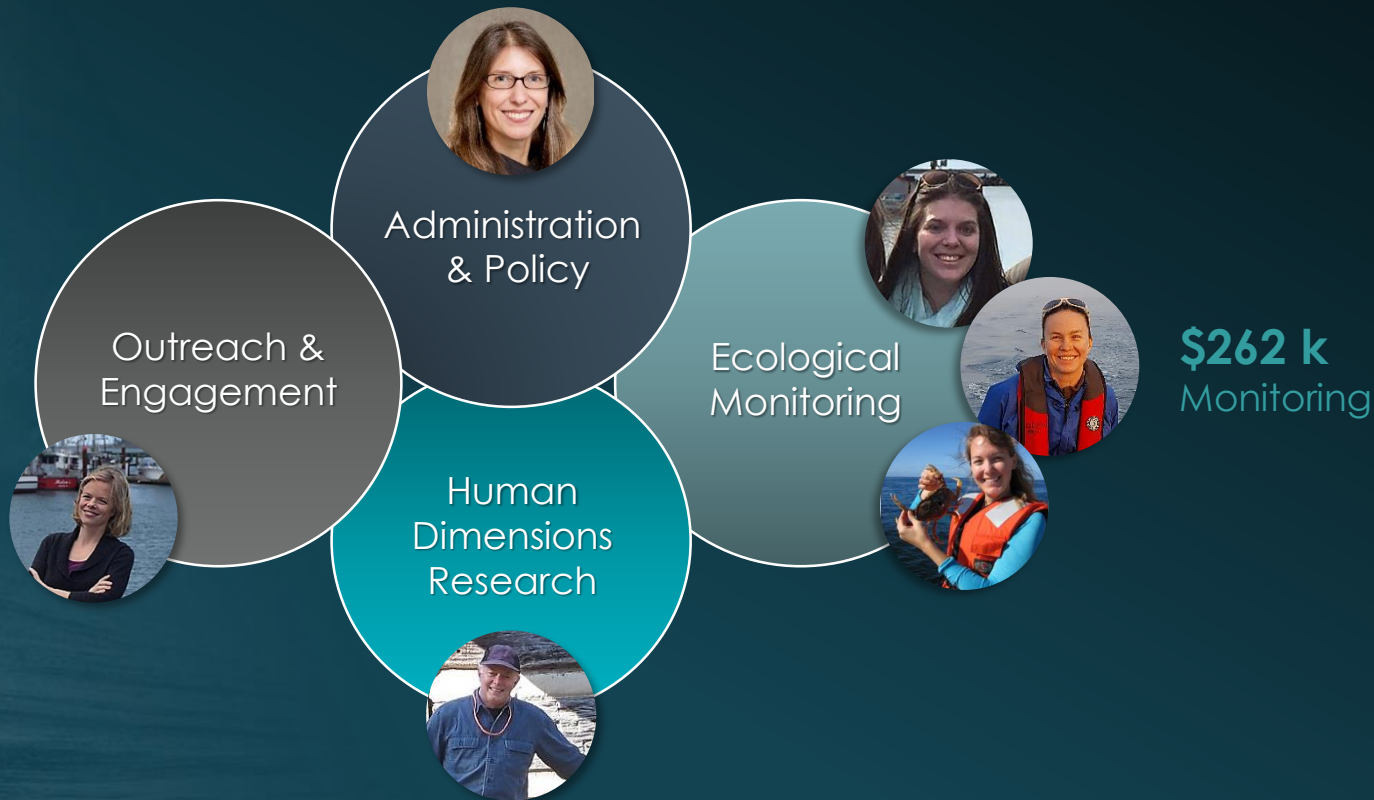 Administration
& Policy
Outreach &
Engagement
Ecological
Monitoring
$262 k
Monitoring
Human
Dimensions
Research